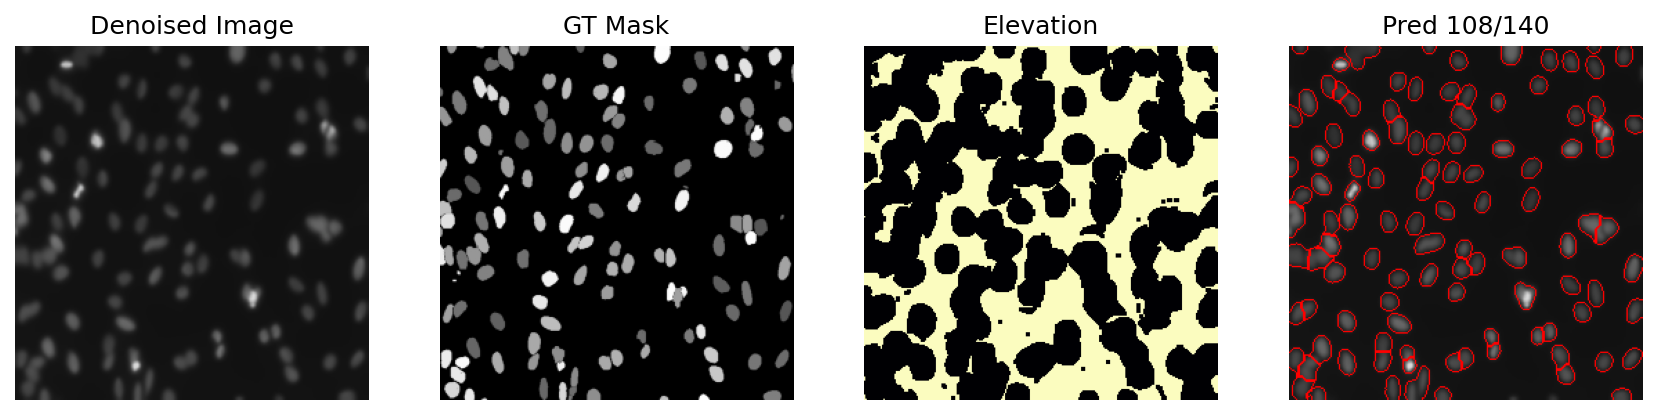 Denoised Image
GT Mask
Elevation
Pred 108/140